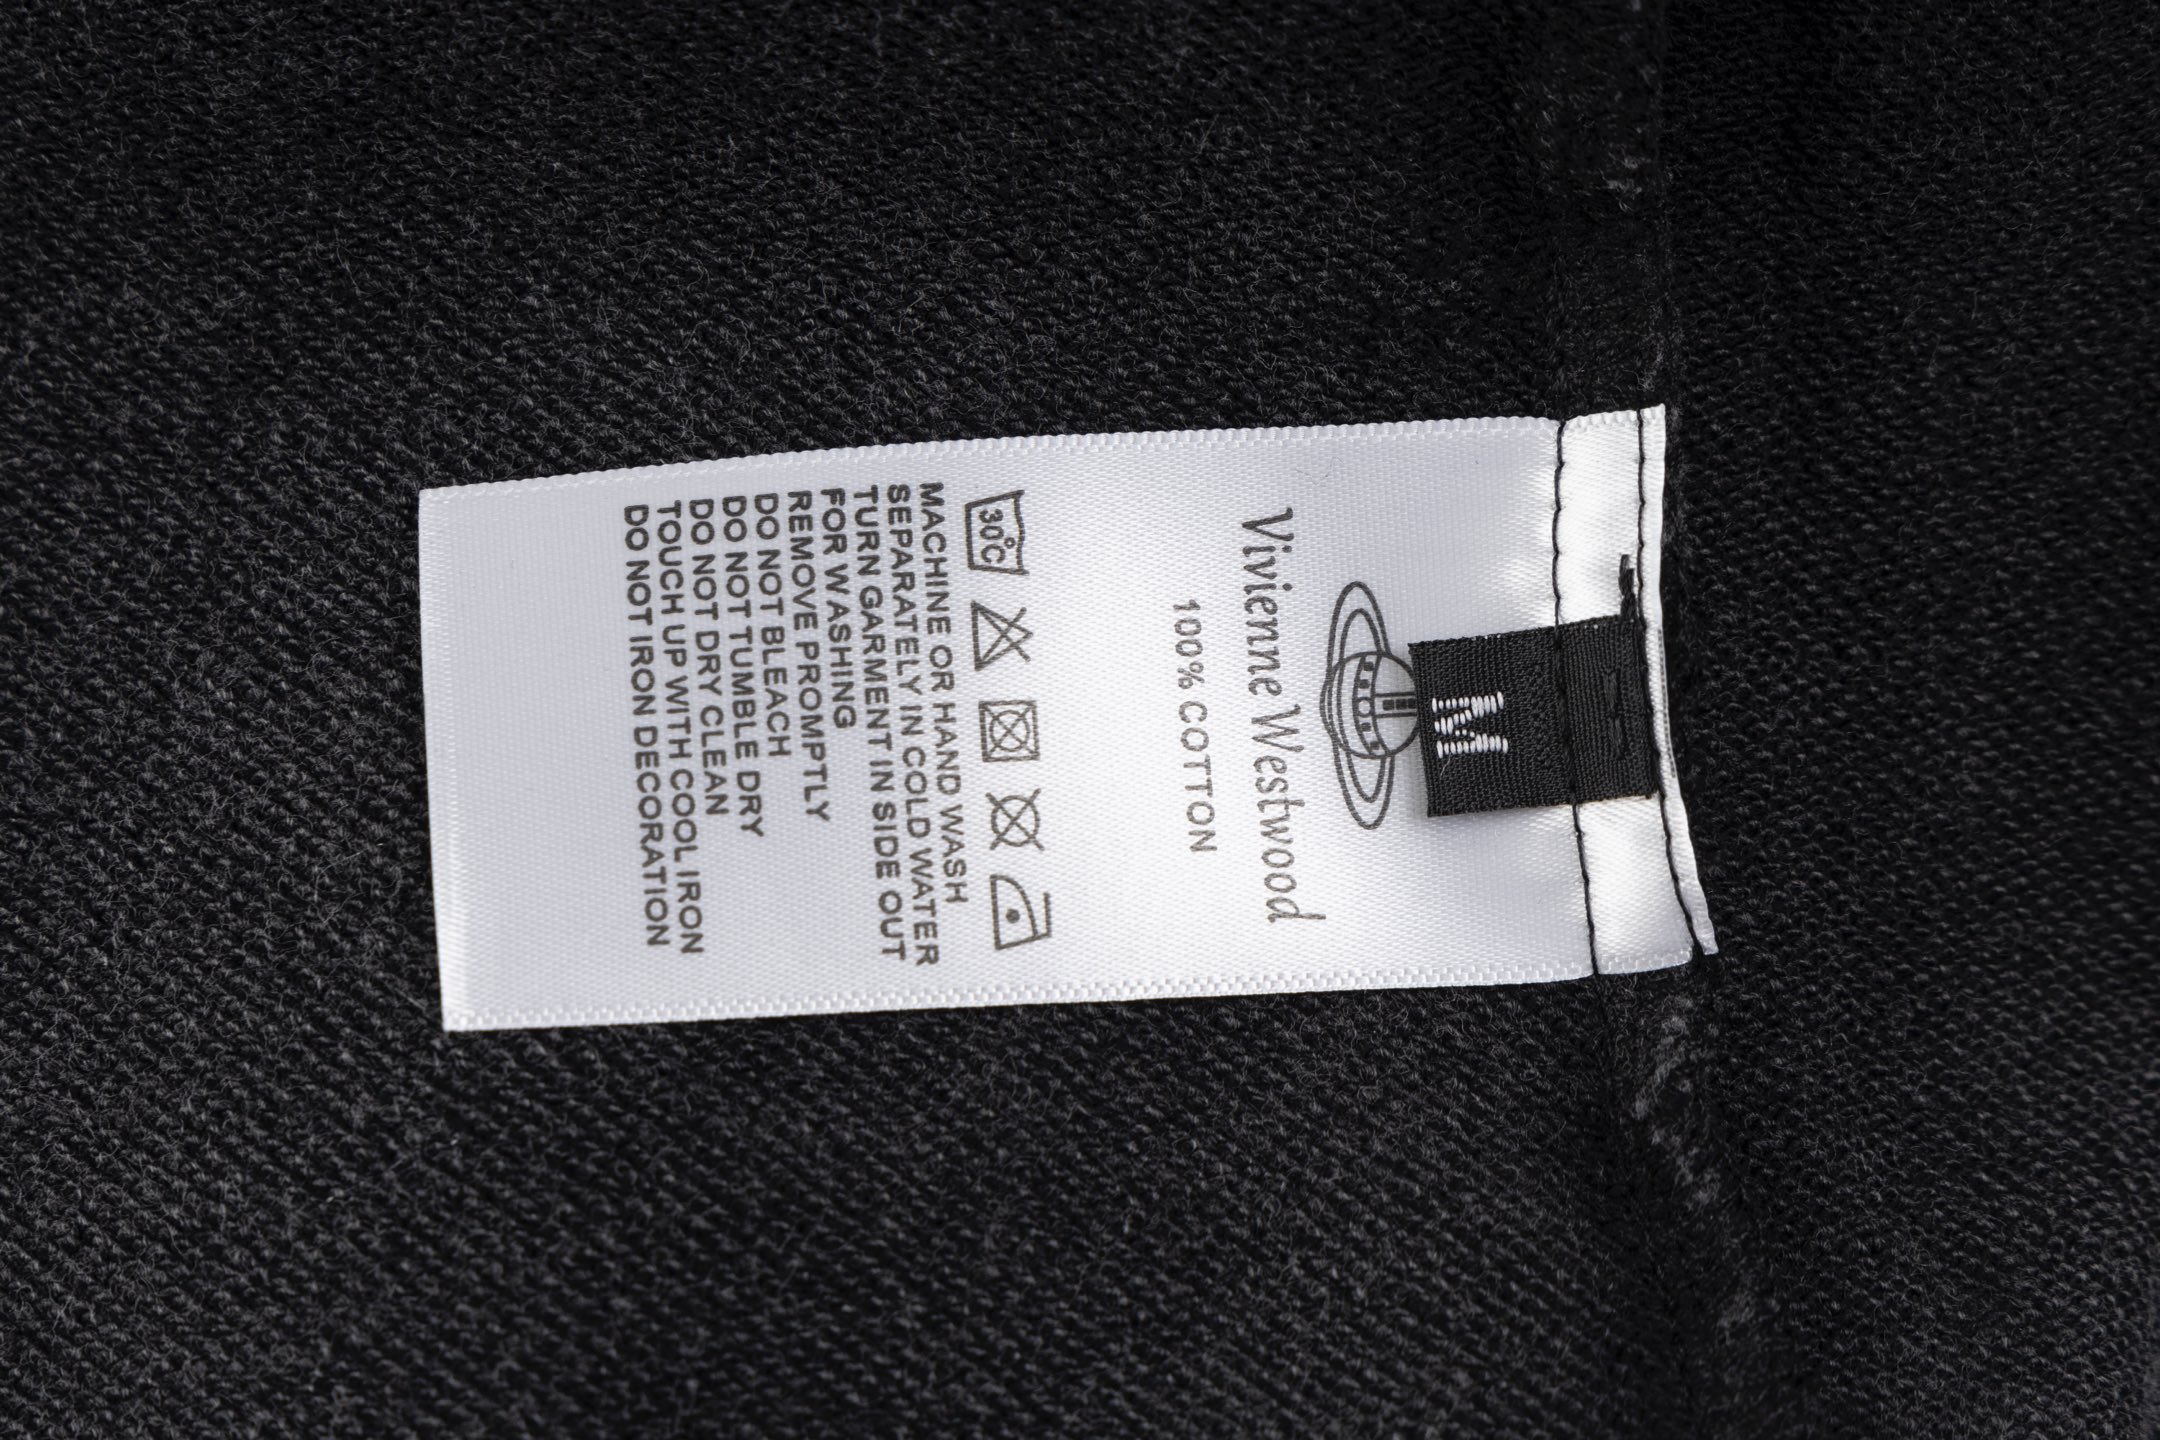 M
Vivienne Westwood
100% COTTON
30°C
MACHINE OR HAND WASH
SEPARATELY IN COLD WATER
TURN GARMENT IN SIDE OUT
FOR WASHING
REMOVE PROMPTLY
DO NOT BLEACH
DO NOT TUMBLE DRY
DO NOT DRY CLEAN
TOUCH UP WITH COOL IRON
DO NOT IRON DECORATION